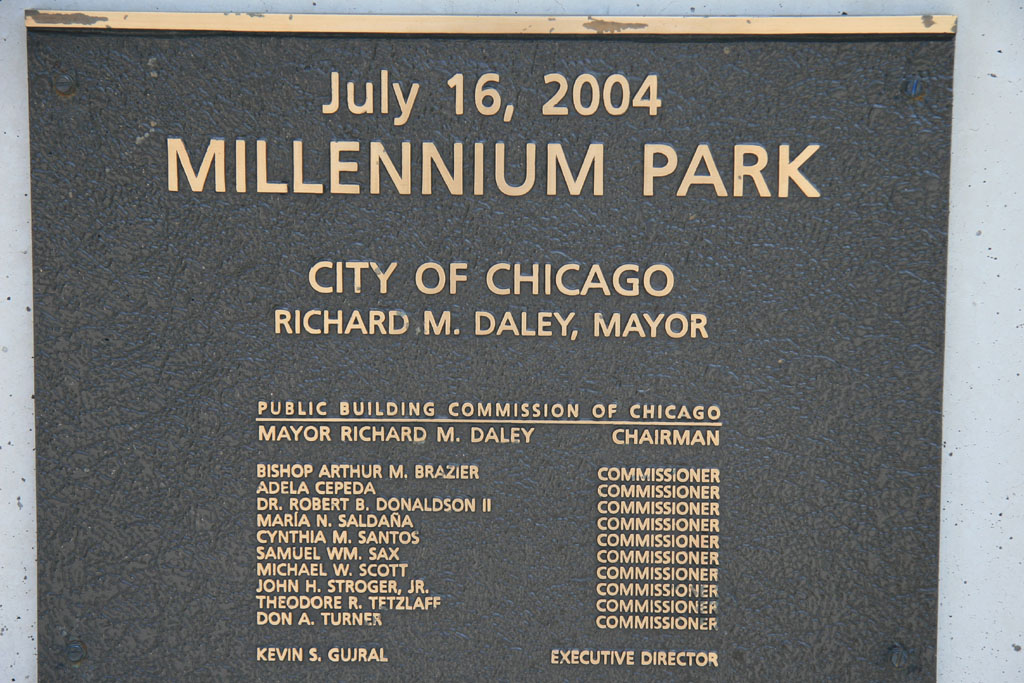 July 16, 2004
MILLENNIUM PARK
CITY OF CHICAGO
RICHARD M. DALEY, MAYOR
PUBLIC BUILDING COMMISSION OF CHICAGO
MAYOR RICHARD M. DALEY CHAIRMAN
BISHOP ARTHUR M. BRAZIER COMMISSIONER
ADELA CEPEDA COMMISSIONER
DR. ROBERT B. DONALDSON II COMMISSIONER
MARÍA N. SALDAÑA COMMISSIONER
CYNTHIA M. SANTOS COMMISSIONER
SAMUEL WM. SAX COMMISSIONER
MICHAEL W. SCOTT COMMISSIONER
JOHN H. STROGER, JR. COMMISSIONER
THEODORE R. TETZLAFF COMMISSIONER
DON A. TURNER COMMISSIONER
KEVIN S. GUJRAL EXECUTIVE DIRECTOR